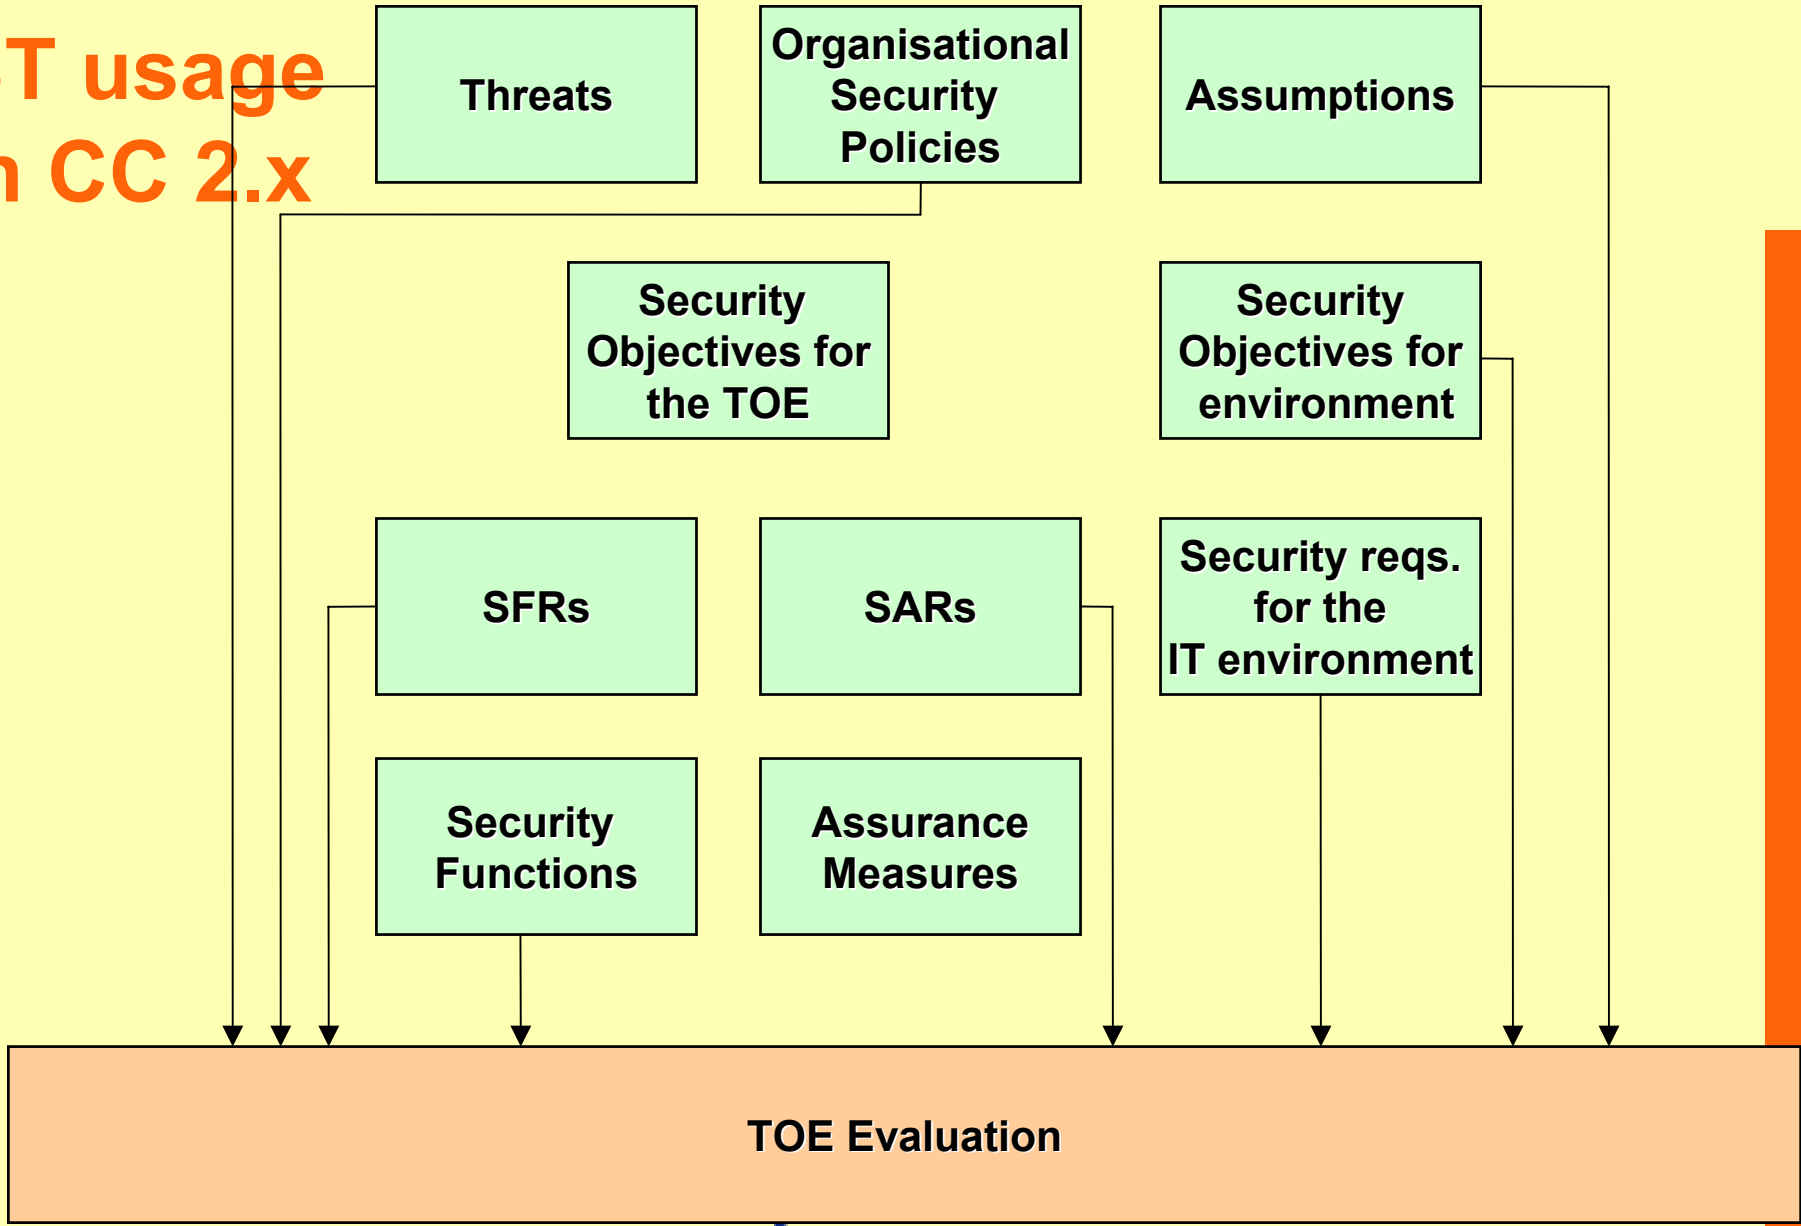 T usage
CC 2.x
Threats
Organisational
Security
Policies
Assumptions
Security
Objectives for
the TOE
Security
Objectives for
environment
SFRs
SARs
Security reqs.
for the
IT environment
Security
Functions
Assurance
Measures
TOE Evaluation